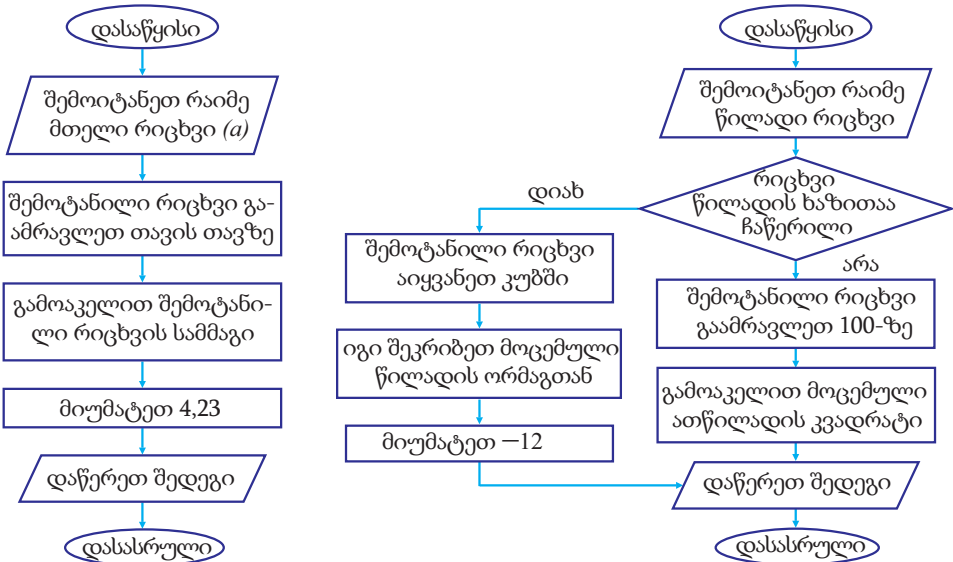 დასაწყისი
შემოიტანეთ რაიმე
მთელი რიცხვი (a)
შემოტანილი რიცხვი გა-
ამრავლეთ თავის თავზე
გამოაკელით შემოტანი-
ლი რიცხვის სამმაგი
მიუმატეთ 4,23
დაწერეთ შედეგი
დასასრული
დასაწყისი
შემოიტანეთ რაიმე
წილადი რიცხვი
რიცხვი
წილადის ხაზითაა
ჩაწერილი
დიახ
შემოტანილი რიცხვი
აიყვანეთ კუბში
იგი შეკრიბეთ მოცემული
წილადის ორმაგთან
მიუმატეთ —12
არა
შემოტანილი რიცხვი
გაამრავლეთ 100-ზე
გამოაკელით მოცემული
ათწილადის კვადრატი
დაწერეთ შედეგი
დასასრული